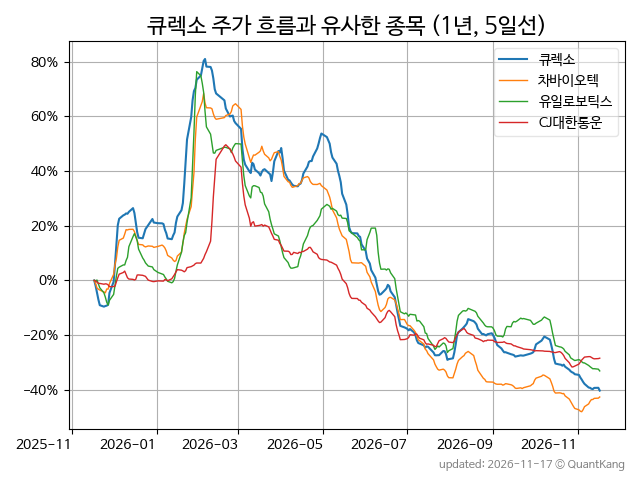 큐렉소 주가 흐름과 유사한 종목 (1년, 5일선)
큐렉소
차바이오텍
유일로보틱스
CJ대한통운
80%
60%
40%
20%
0%
−20%
−40%
2025-11 2026-01 2026-03 2026-05 2026-07 2026-09 2026-11
updated: 2026-11-17 © QuantKang